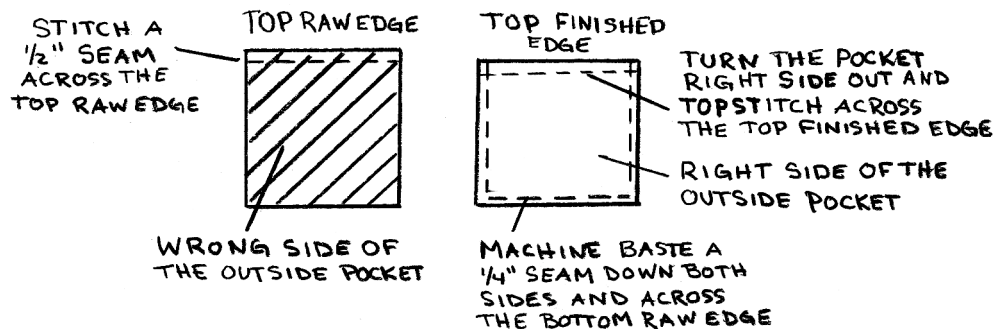 STITCH A
1/2" SEAM
ACROSS THE
TOP RAW EDGE
TOP RAW EDGE
WRONG SIDE OF
THE OUTSIDE POCKET
TOP FINISHED
EDGE
TURN THE POCKET
RIGHT SIDE OUT AND
TOPSTITCH ACROSS
THE TOP FINISHED EDGE
RIGHT SIDE OF THE
OUTSIDE POCKET
MACHINE BASTE A
1/4" SEAM DOWN BOTH
SIDES AND ACROSS
THE BOTTOM RAW EDGE